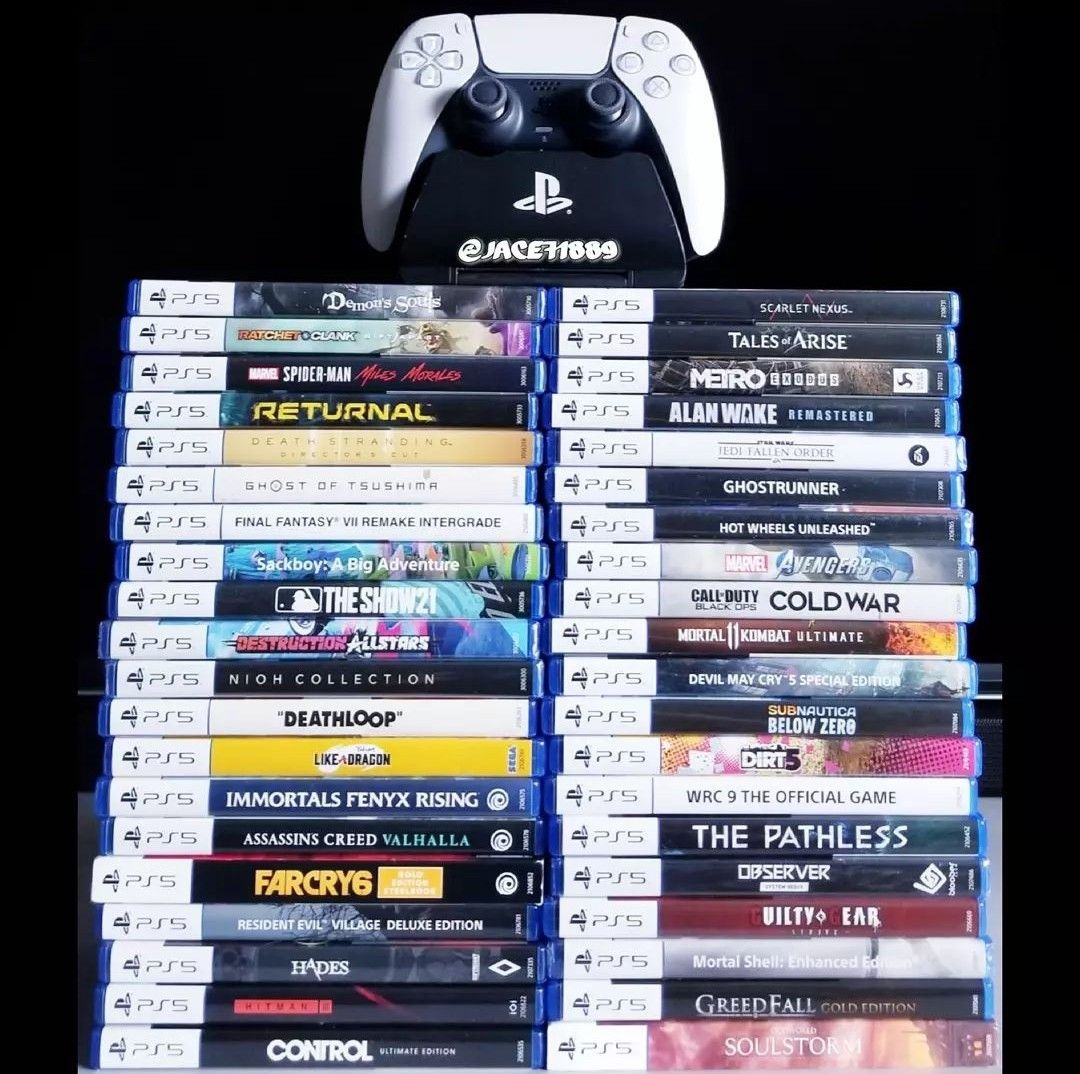 @JACE71889
PS5 Demon's Souls
PS5 RATCHET CLANK
PS5 MARVEL SPIDER-MAN MILES MORALES
PS5 RETURNAL
PS5 DEATH STRANDING
DIRECTOR'S CUT
PS5 GHOST OF TSUSHIMA
PS5 FINAL FANTASY VII REMAKE INTERGRADE
PS5 Sackboy: A Big Adventure
PS5 THE SHOW 21
PS5 DESTRUCTION ALLSTARS
PS5 NIOH COLLECTION
PS5 "DEATHLOOP"
PS5 Yakuza
LIKE A DRAGON SEGA
PS5 IMMORTALS FENYX RISING
PS5 ASSASSINS CREED VALHALLA
PS5 FARCRY6 GOLD
EDITION
STEELBOOK
PS5 RESIDENT EVIL VILLAGE DELUXE EDITION
PS5 HADES
PS5 HITMAN III
PS5 CONTROL ULTIMATE EDITION
PS5 SCARLET NEXUS
PS5 TALES of ARISE
PS5 METRO EXODUS
PS5 ALAN WAKE REMASTERED
PS5 STAR WARS
JEDI FALLEN ORDER EA
PS5 GHOSTRUNNER
PS5 HOT WHEELS UNLEASHED™
PS5 MARVEL AVENGERS
PS5 CALL OF DUTY
BLACK OPS COLD WAR
PS5 MORTAL KOMBAT 11 ULTIMATE
PS5 DEVIL MAY CRY 5 SPECIAL EDITION
PS5 SUBNAUTICA
BELOW ZERO
PS5 DIRT 5
PS5 WRC 9 THE OFFICIAL GAME
PS5 THE PATHLESS
PS5 OBSERVER
SYSTEM REDUX
PS5 GUILTY GEAR
STRIVE
PS5 Mortal Shell: Enhanced Edition
PS5 GREEDFALL GOLD EDITION
PS5 ODDWORLD
SOULSTORM